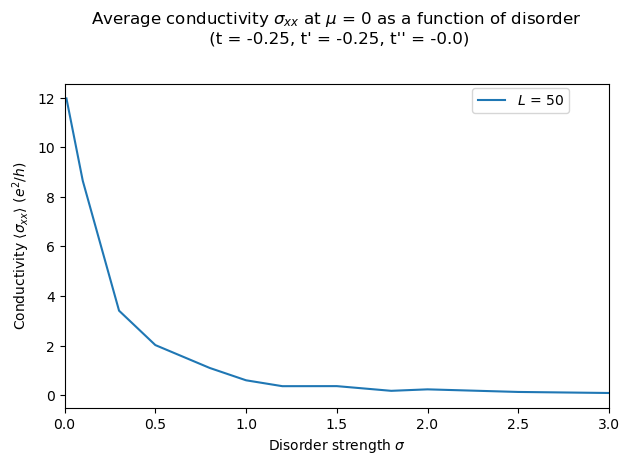 Average conductivity σxx at μ = 0 as a function of disorder
(t = -0.25, t' = -0.25, t'' = -0.0)
L = 50
Conductivity ⟨σxx⟩ (e²/h)
12
10
8
6
4
2
0
0.0 0.5 1.0 1.5 2.0 2.5 3.0
Disorder strength σ